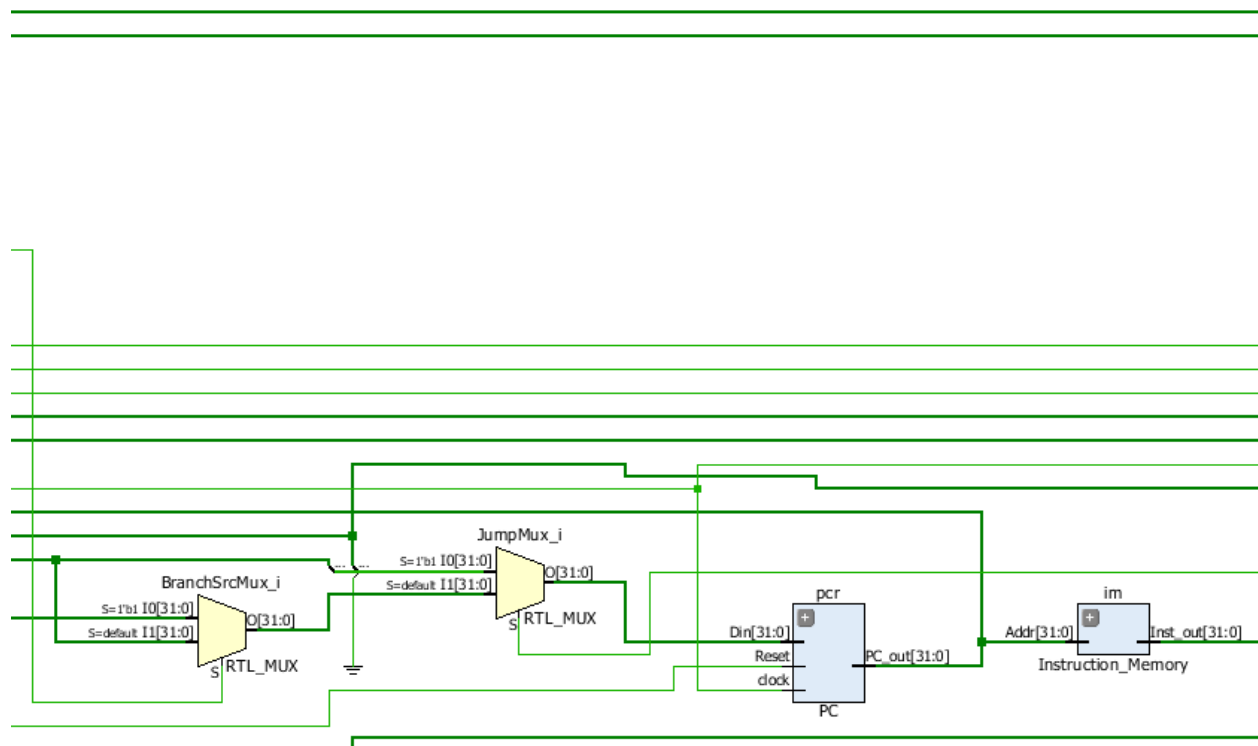 JumpMux_i
S=1'b1 I0[31:0]
S=default I1[31:0]
O[31:0]
S
RTL_MUX
BranchSrcMux_i
S=1'b1 I0[31:0]
S=default I1[31:0]
O[31:0]
S
RTL_MUX
... ...
pcr
Din[31:0]
Reset
clock
PC_out[31:0]
PC
im
Addr[31:0]
Inst_out[31:0]
Instruction_Memory